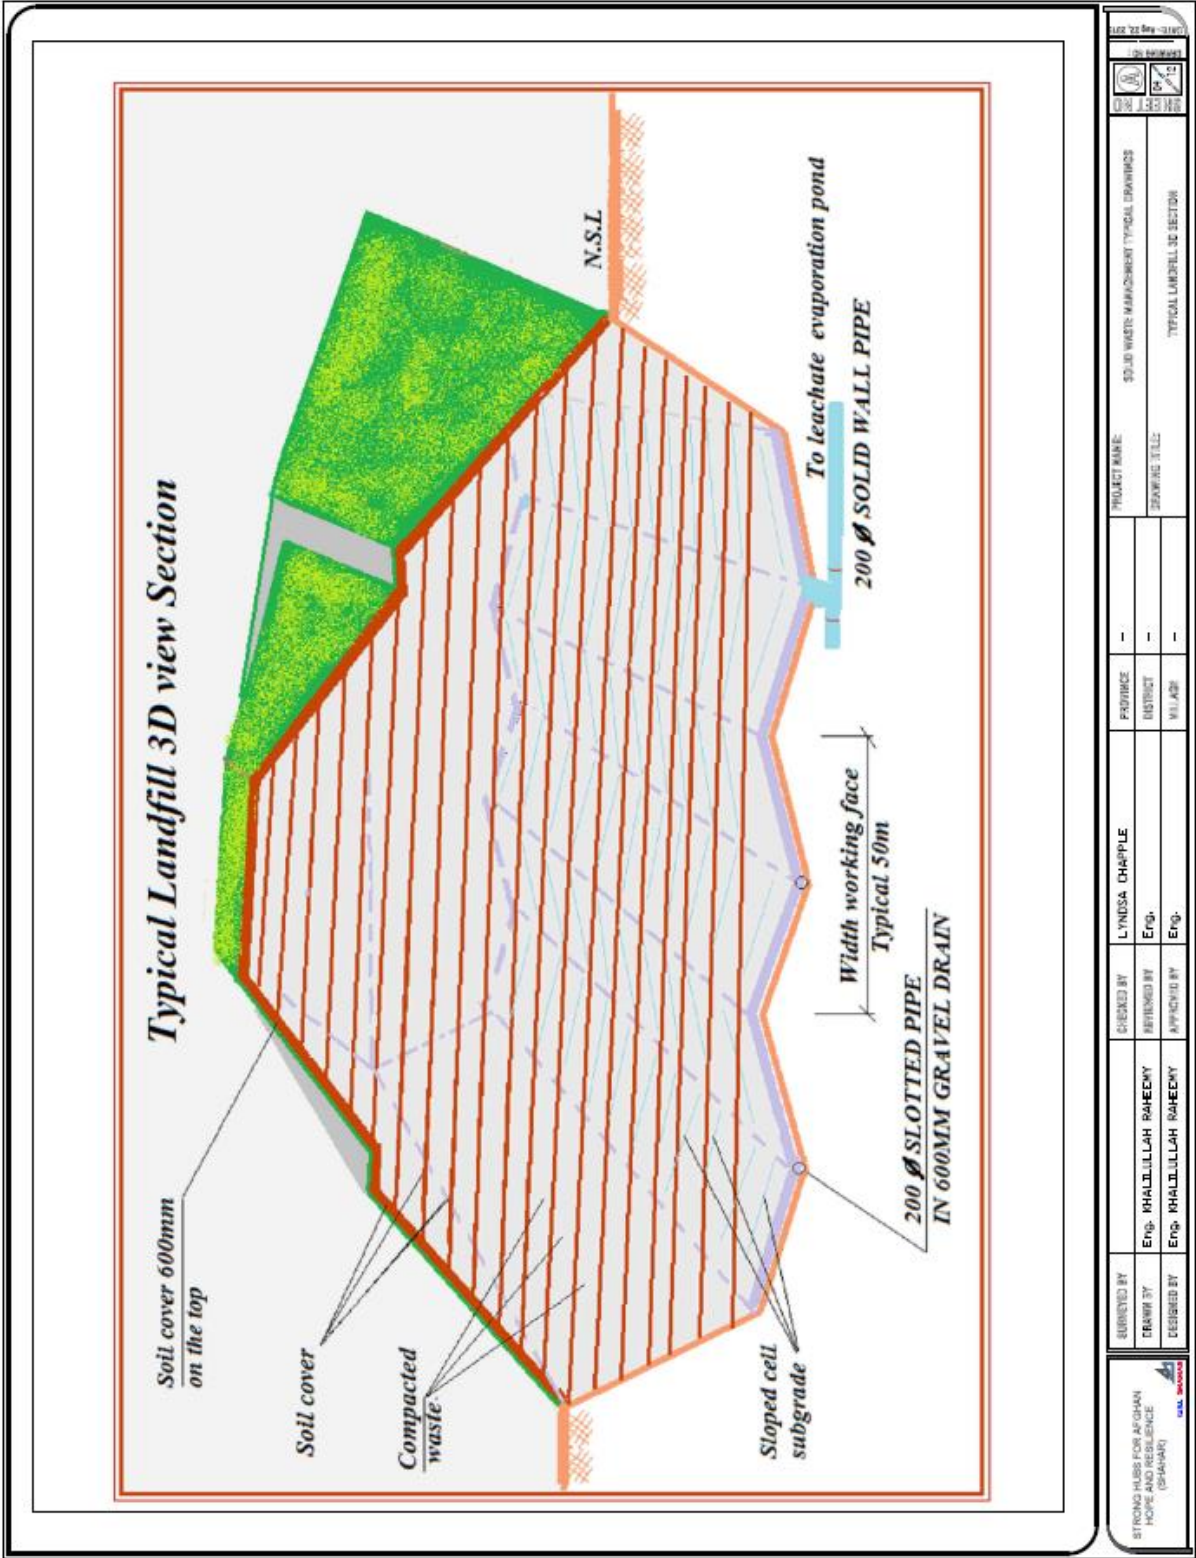 Typical Landfill 3D view Section
Soil cover 600mm
on the top
Soil cover
Compacted
waste
Sloped cell
subgrade
N.S.L
To leachate evaporation pond
200 Ø SOLID WALL PIPE
Width working face
Typical 50m
200 Ø SLOTTED PIPE
IN 600MM GRAVEL DRAIN
STRONG HUBS FOR AFGHAN
HOPE AND RESILIENCE
(SHAHAR)
SURVEYED BY
DRAWN BY Eng. KHALILULLAH RAHEEMY
DESIGNED BY Eng. KHALILULLAH RAHEEMY
CHECKED BY LYNDSA CHAPPLE
REVIEWED BY Eng.
APPROVED BY Eng.
PROVINCE –
DISTRICT –
VILLAGE –
PROJECT NAME:
SOLID WASTE MANAGEMENT TYPICAL DRAWINGS
DRAWING TITLE:
TYPICAL LANDFILL 3D SECTION
SHEET NO
04
12